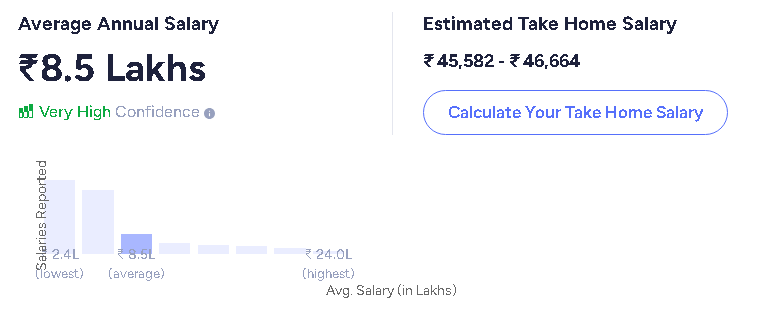 Average Annual Salary
₹8.5 Lakhs
Very High Confidence
Estimated Take Home Salary
₹ 45,582 - ₹ 46,664
Calculate Your Take Home Salary
Salaries Reported
2.4L
(lowest)
₹ 8.5L
(average)
₹ 24.0L
(highest)
Avg. Salary (in Lakhs)